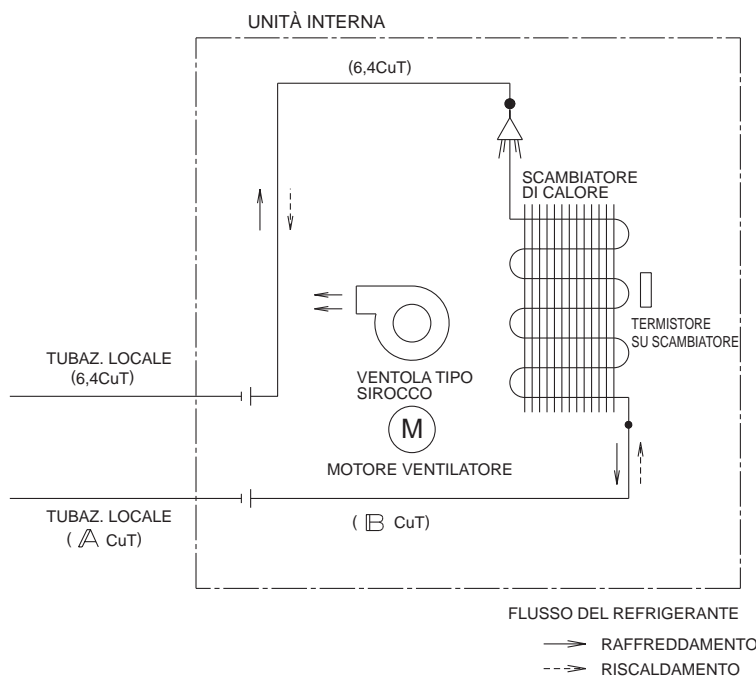 UNITÀ INTERNA
(6,4CuT)
SCAMBIATORE
DI CALORE
TERMISTORE
SU SCAMBIATORE
TUBAZ. LOCALE
(6,4CuT)
VENTOLA TIPO
SIROCCO
M
MOTORE VENTILATORE
TUBAZ. LOCALE
( A CuT)
( B CuT)
FLUSSO DEL REFRIGERANTE
RAFFREDDAMENTO
RISCALDAMENTO